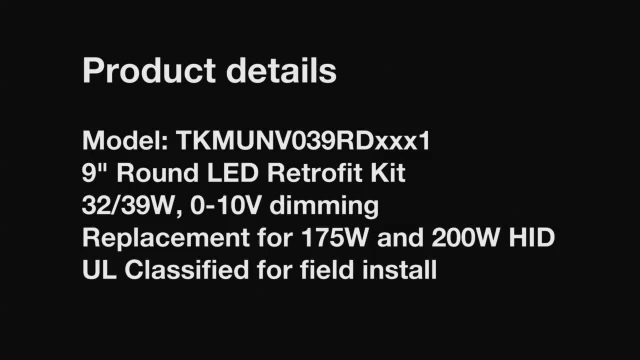 Product details
Model: TKMUNV039RDxxx1
9" Round LED Retrofit Kit
32/39W, 0-10V dimming
Replacement for 175W and 200W HID
UL Classified for field install